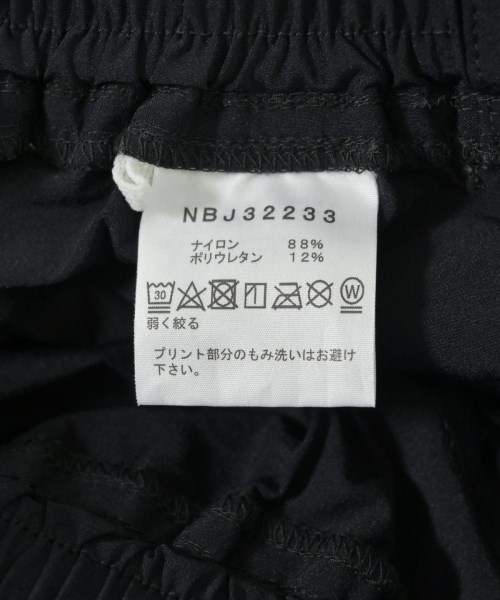 NBJ32233
ナイロン 88%
ポリウレタン 12%
30 W
弱く絞る
プリント部分のもみ洗いはお避け
下さい。